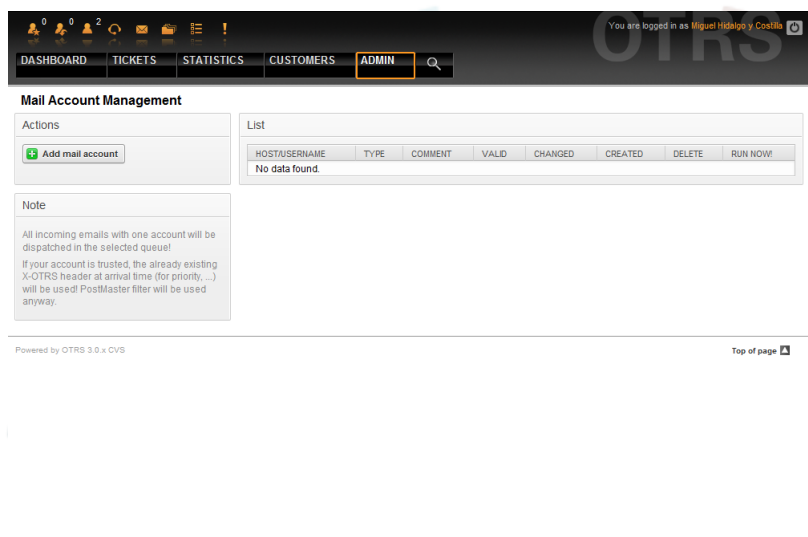 0 0 2
You are logged in as Miguel Hidalgo y Costilla
OTRS
DASHBOARD TICKETS STATISTICS CUSTOMERS ADMIN
Mail Account Management
Actions
Add mail account
List
HOST/USERNAME TYPE COMMENT VALID CHANGED CREATED DELETE RUN NOW!
No data found.
Note
All incoming emails with one account will be
dispatched in the selected queue!
If your account is trusted, the already existing
X-OTRS header at arrival time (for priority, ...)
will be used! PostMaster filter will be used
anyway.
Powered by OTRS 3.0.x CVS
Top of page